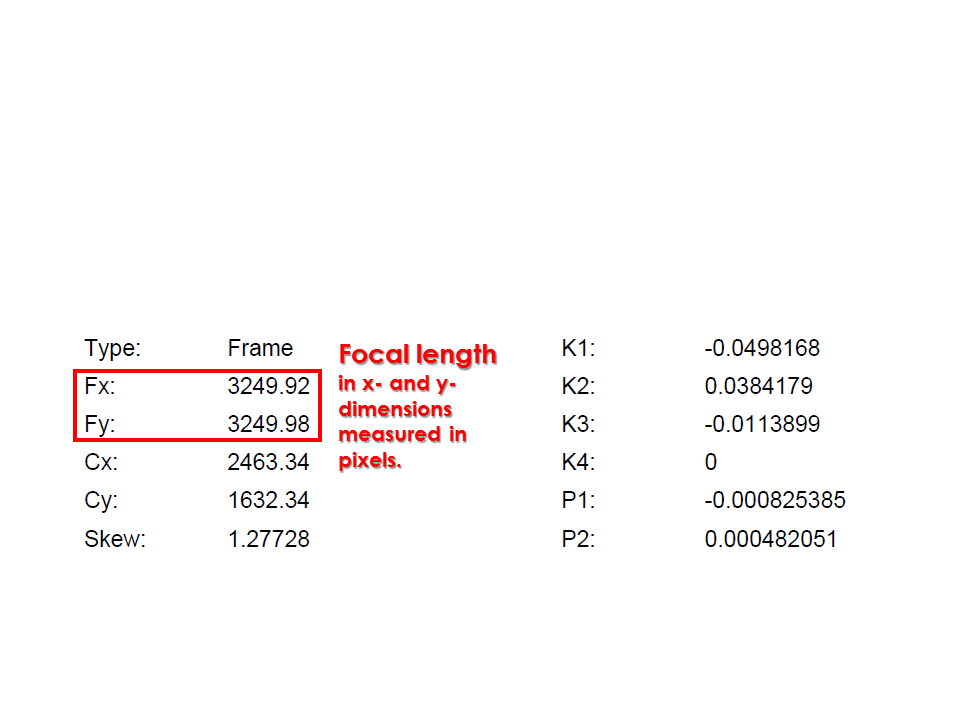 Type: Frame
Fx: 3249.92
Fy: 3249.98
Cx: 2463.34
Cy: 1632.34
Skew: 1.27728
Focal length
in x- and y-
dimensions
measured in
pixels.
K1: -0.0498168
K2: 0.0384179
K3: -0.0113899
K4: 0
P1: -0.000825385
P2: 0.000482051